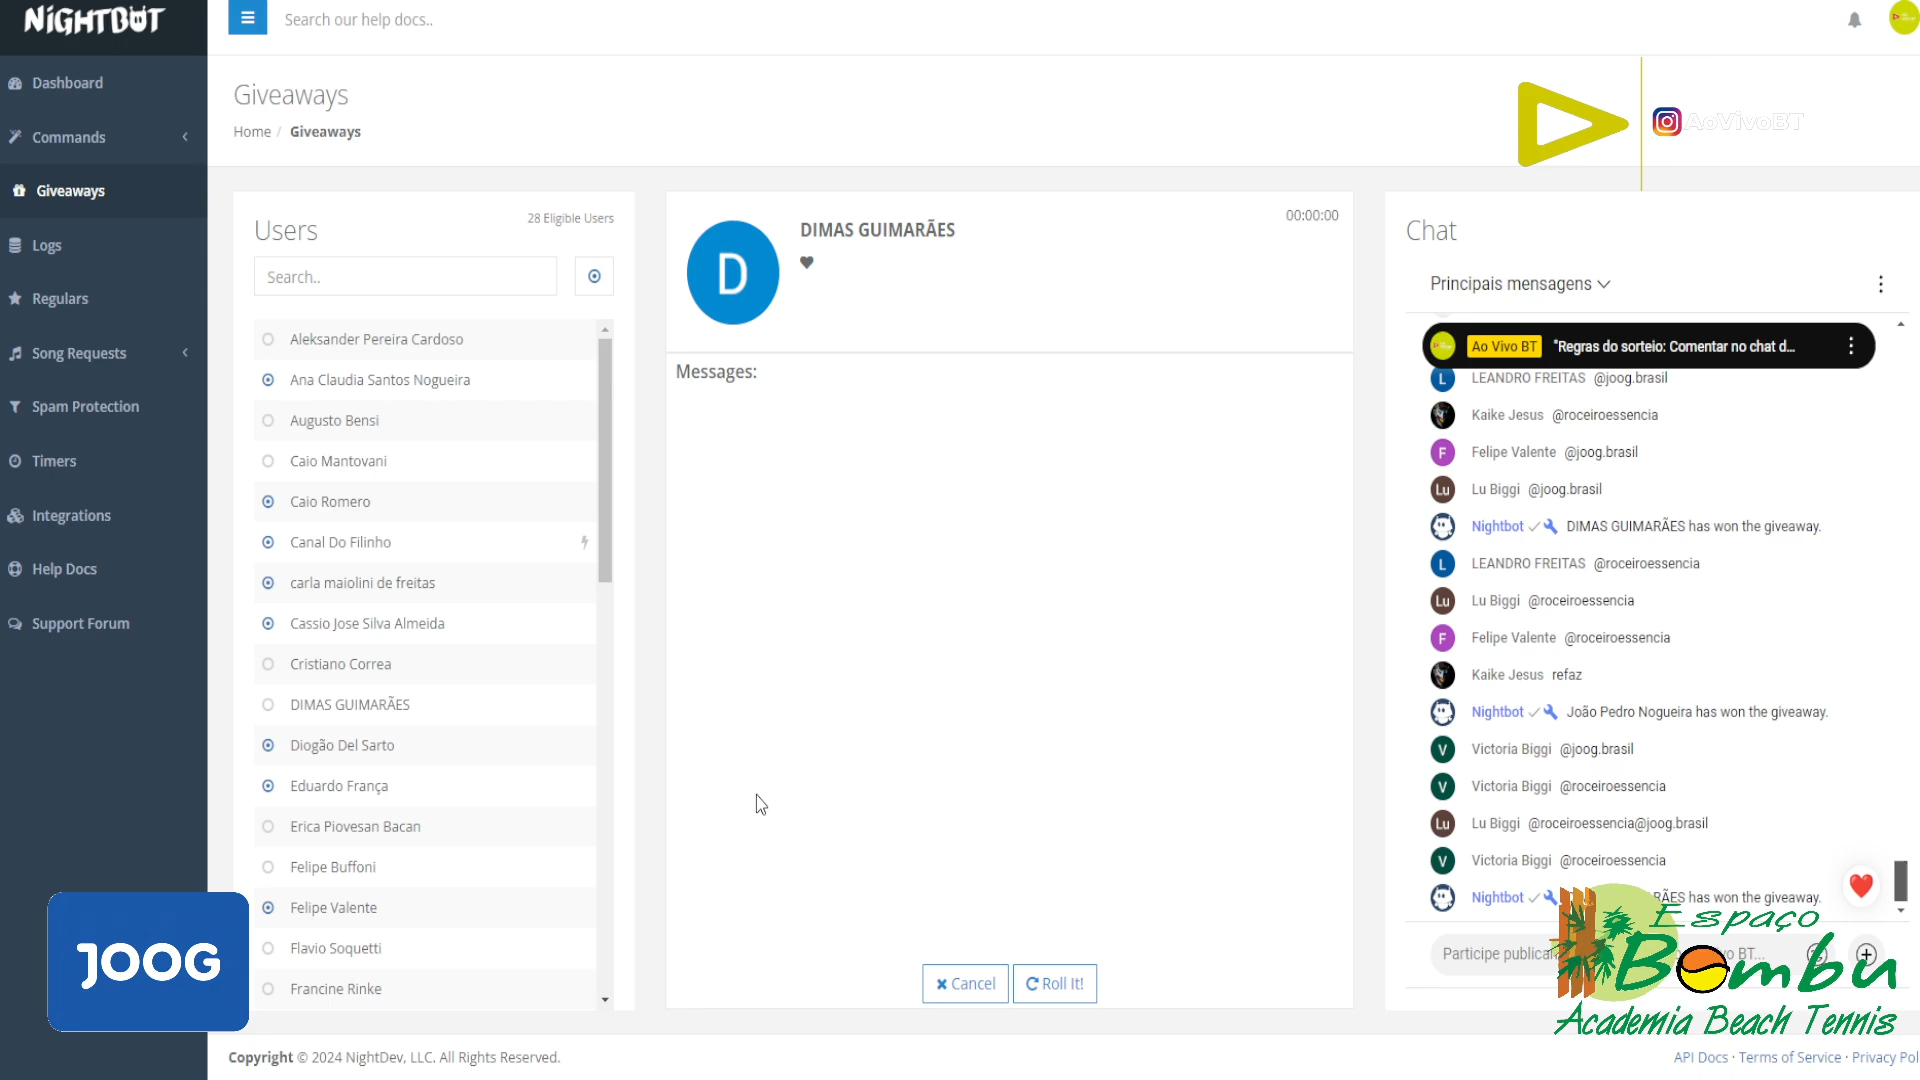 NIGHTBOT
Search our help docs..
Dashboard
Commands
Giveaways
Logs
Regulars
Song Requests
Spam Protection
Timers
Integrations
Help Docs
Support Forum
JOOG
Giveaways
Home / Giveaways
AoVivoBT
Users
28 Eligible Users
Search..
Aleksander Pereira Cardoso
Ana Claudia Santos Nogueira
Augusto Bensi
Caio Mantovani
Caio Romero
Canal Do Filinho
carla maiolini de freitas
Cassio Jose Silva Almeida
Cristiano Correa
DIMAS GUIMARÃES
Diogão Del Sarto
Eduardo França
Erica Piovesan Bacan
Felipe Buffoni
Felipe Valente
Flavio Soquetti
Francine Rinke
D
DIMAS GUIMARÃES
00:00:00
Messages:
Cancel
Roll It!
Chat
Principais mensagens
Ao Vivo BT "Regras do sorteio: Comentar no chat d...
L LEANDRO FREITAS @joog.brasil
Kaike Jesus @roceiroessencia
F Felipe Valente @joog.brasil
Lu Lu Biggi @joog.brasil
Nightbot DIMAS GUIMARÃES has won the giveaway.
L LEANDRO FREITAS @roceiroessencia
Lu Lu Biggi @roceiroessencia
F Felipe Valente @roceiroessencia
Kaike Jesus refaz
Nightbot João Pedro Nogueira has won the giveaway.
V Victoria Biggi @joog.brasil
V Victoria Biggi @roceiroessencia
Lu Lu Biggi @roceiroessencia@joog.brasil
V Victoria Biggi @roceiroessencia
Nightbot RÃES has won the giveaway.
Participe publica vo BT...
Espaço
Bombu
Academia Beach Tennis
Copyright © 2024 NightDev, LLC. All Rights Reserved.
API Docs · Terms of Service · Privacy Pol